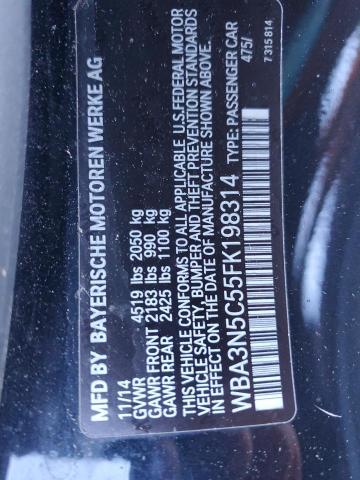 MFD BY BAYERISCHE MOTOREN WERKE AG
11/14
GVWR 4519 lbs 2050 kg
GAWR FRONT 2183 lbs 990 kg
GAWR REAR 2425 lbs 1100 kg
THIS VEHICLE CONFORMS TO ALL APPLICABLE U.S.FEDERAL MOTOR
VEHICLE SAFETY, BUMPER AND THEFT PREVENTION STANDARDS
IN EFFECT ON THE DATE OF MANUFACTURE SHOWN ABOVE.
WBA3N5C55FK198314 TYPE: PASSENGER CAR
475/
7 315 814